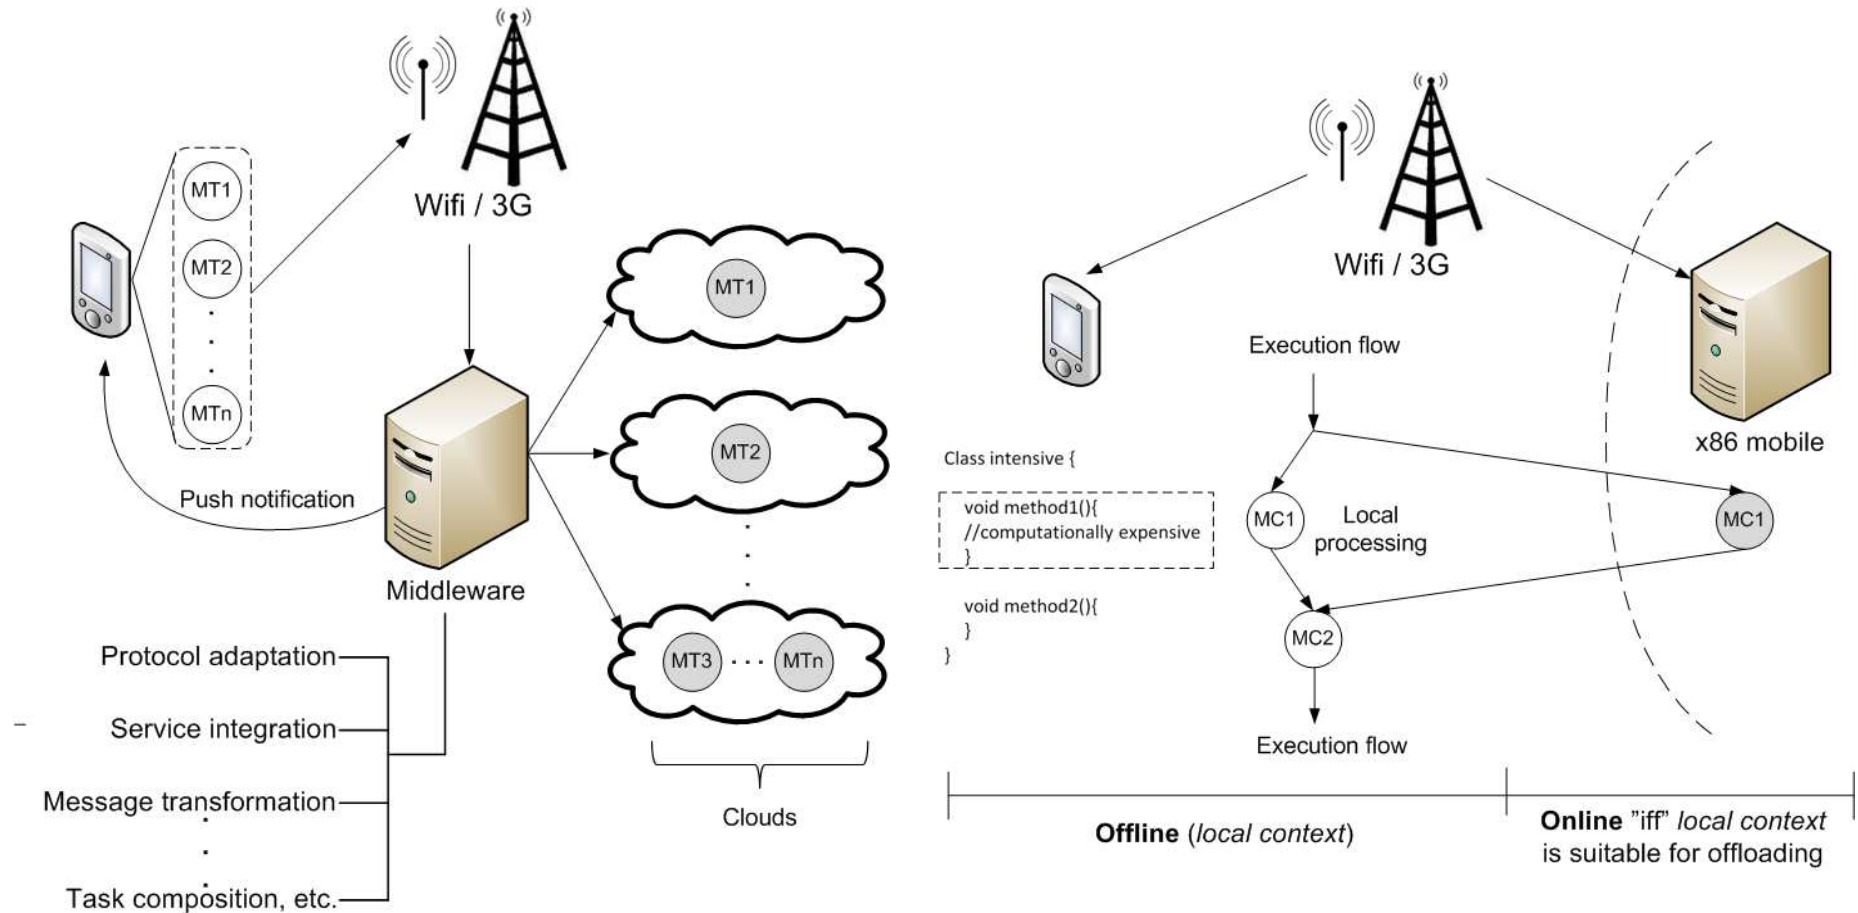 MT1
MT2
.
.
.
MTn
Wifi / 3G
Push notification
Middleware
Protocol adaptation
Service integration
Message transformation
.
.
.
Task composition, etc.
MT1
MT2
.
.
.
.
MT3 ... MTn
Clouds
Wifi / 3G
x86 mobile
Execution flow
Class intensive {
void method1(){
//computationally expensive
}
void method2(){
}
}
MC1
Local
processing
MC1
MC2
Execution flow
Offline (local context)
Online ”iff” local context
is suitable for offloading